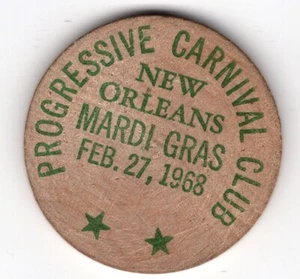 PROGRESSIVE CARNIVAL CLUB
NEW
ORLEANS
MARDI GRAS
FEB. 27, 1968